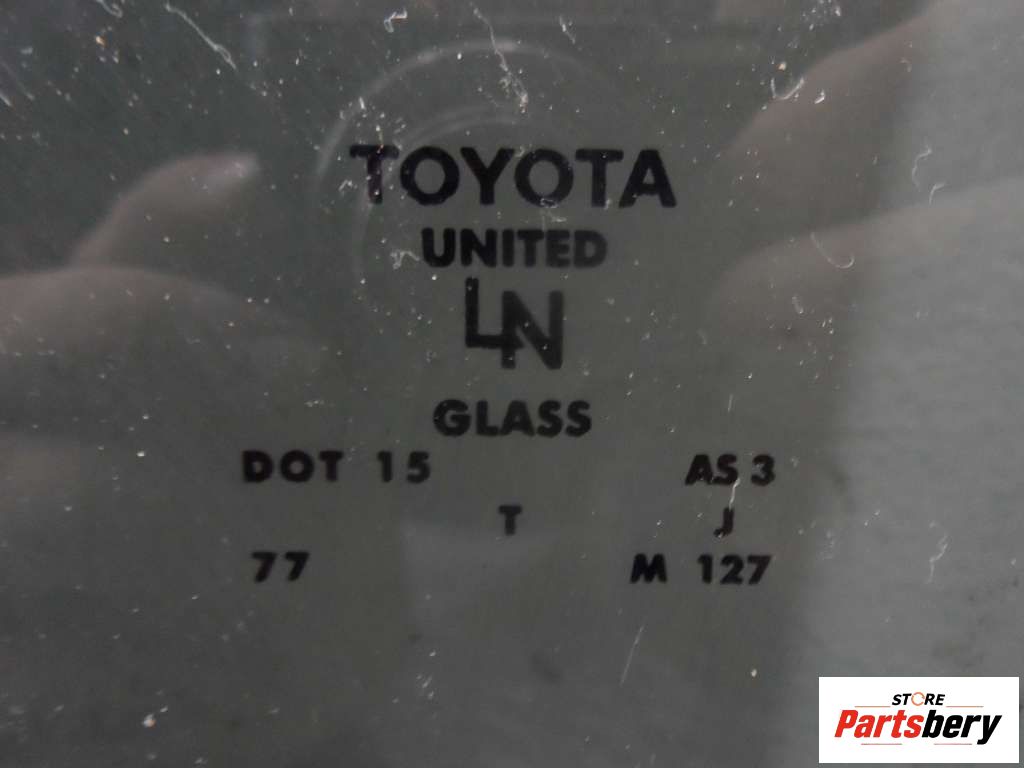 TOYOTA
UNITED
LN
GLASS
DOT 15 AS 3
T J
77 M 127
STORE
Partsbery